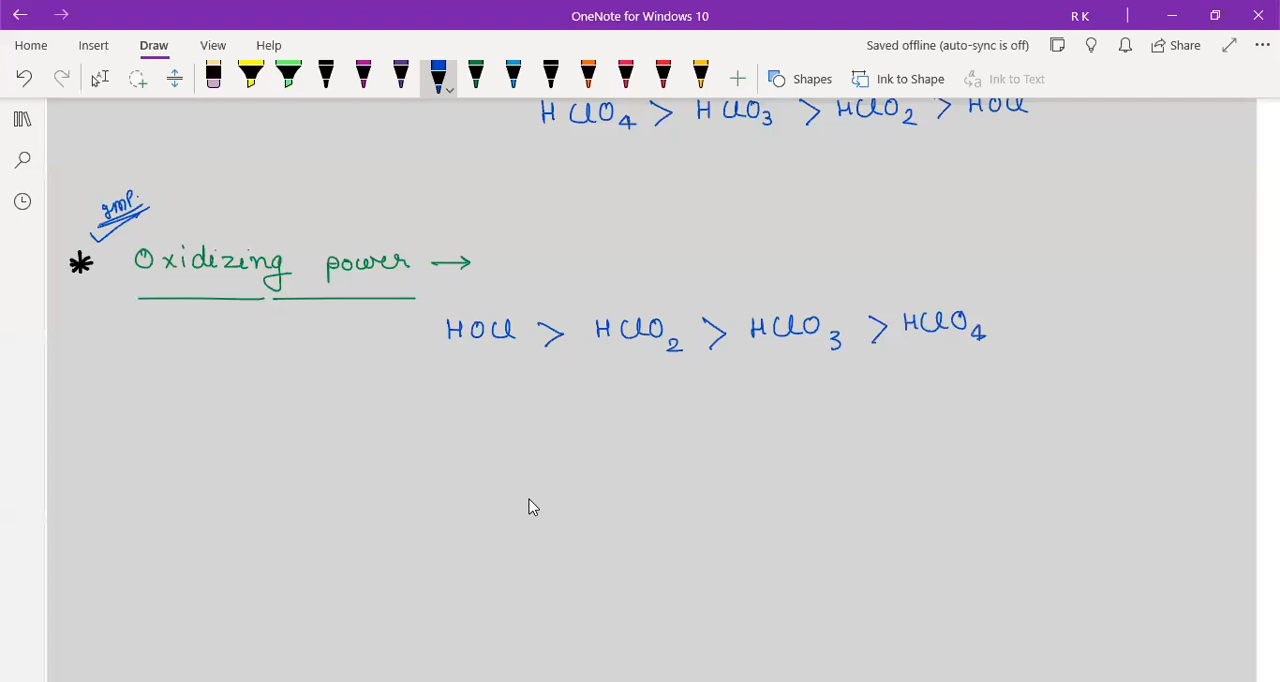 OneNote for Windows 10
R K
Home Insert Draw View Help
Saved offline (auto-sync is off) Share
Shapes Ink to Shape Ink to Text
HClO4 > HClO3 > HClO2 > HOCl
Imp.
* Oxidizing power →
HOCl > HClO2 > HClO3 > HClO4